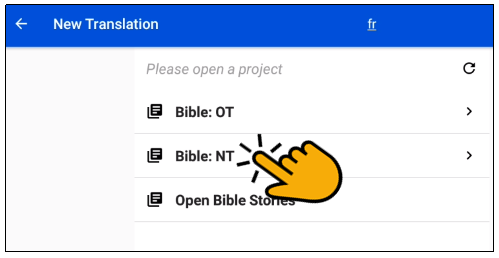 New Translation fr
Please open a project
Bible: OT
Bible: NT
Open Bible Stories